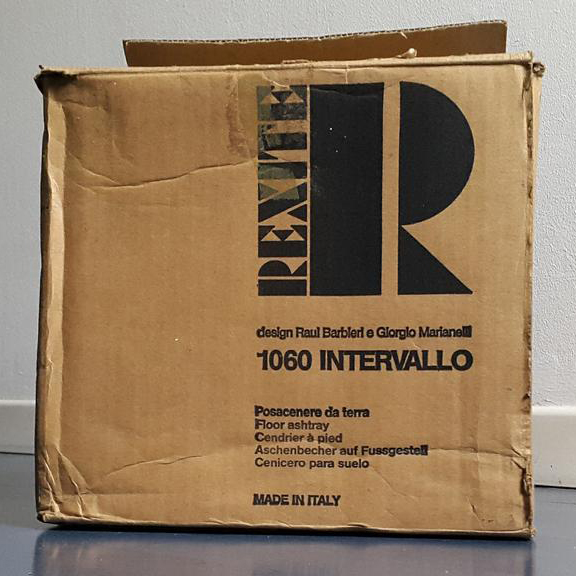 REXITE
R
design Raul Barbieri e Giorgio Marianelli
1060 INTERVALLO
Posacenere da terra
Floor ashtray
Cendrier à pied
Aschenbecher auf Fussgestell
Cenicero para suelo
MADE IN ITALY